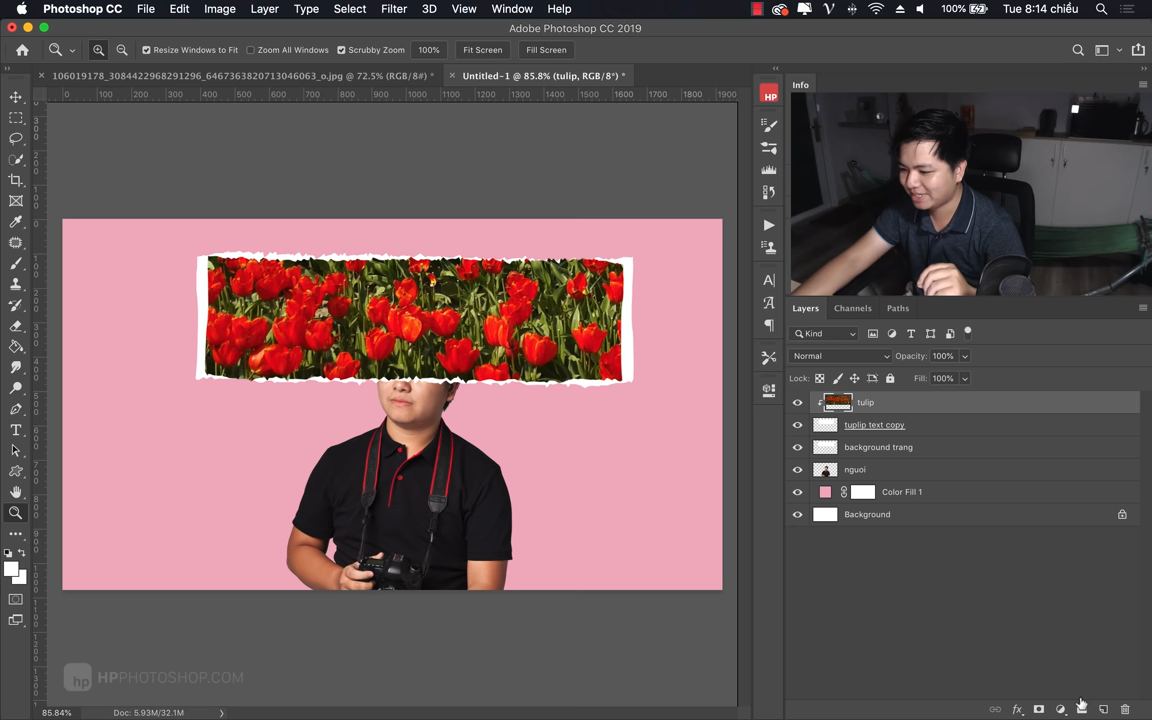 Photoshop CC File Edit Image Layer Type Select Filter 3D View Window Help 100% Tue 8:14 chiều
Adobe Photoshop CC 2019
Resize Windows to Fit Zoom All Windows Scrubby Zoom 100% Fit Screen Fill Screen
106019178_3084422968291296_6467363820713046063_o.jpg @ 72.5% (RGB/8#) * Untitled-1 @ 85.8% (tulip, RGB/8*) *
0 100 200 300 400 500 600 700 800 900 1000 1100 1200 1300 1400 1500 1600 1700 1800 1900
HP
Info
Layers Channels Paths
Kind
Normal Opacity: 100%
Lock: Fill: 100%
tulip
tuplip text copy
background trang
nguoi
Color Fill 1
Background
hp HPPHOTOSHOP.COM
85.84% Doc: 5.93M/32.1M